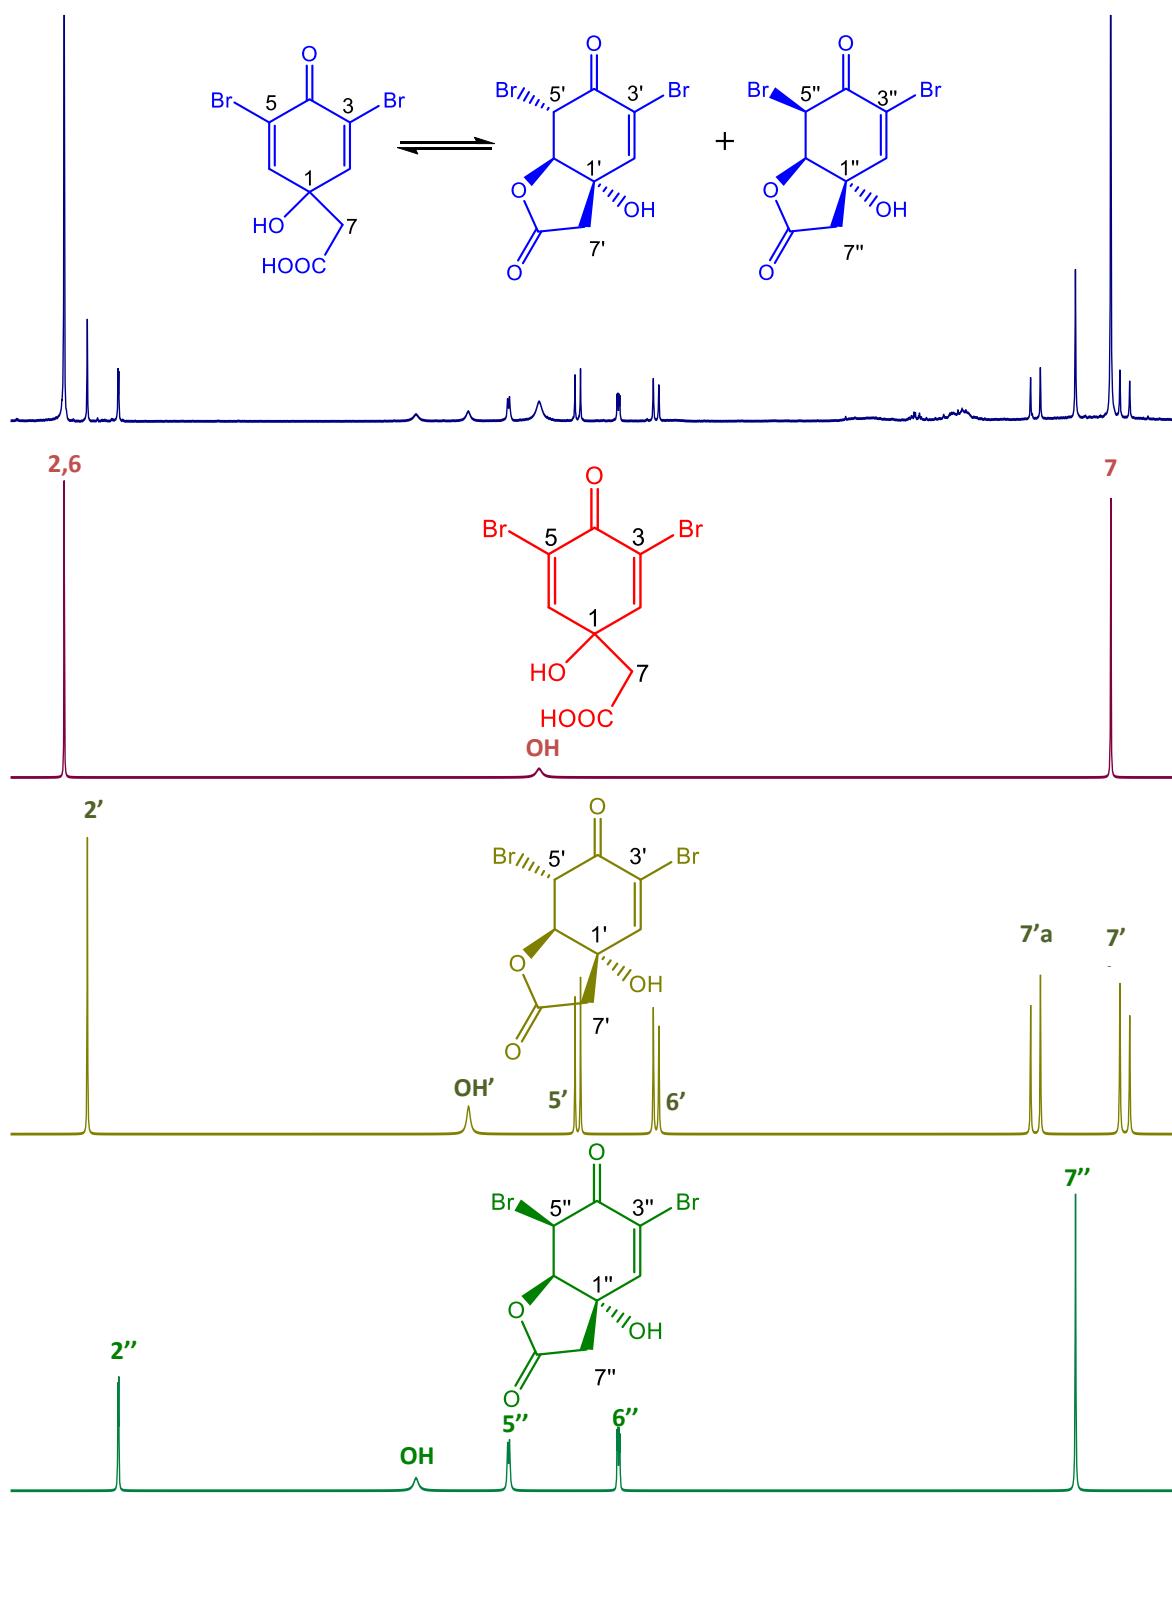 O O O
Br 5 3 Br Br 5' 3' Br Br 5" 3" Br
+
1 1' 1"
HO 7 O OH O OH
HOOC 7' 7"
O O
2,6 7
O
Br 5 3 Br
1
HO 7
HOOC
OH
2’ O
Br 5' 3' Br
7’a 7’
1'
O OH
7'
O
OH’ 5’ 6’
O
7’’
Br 5" 3" Br
1"
O OH
2’’ 7"
O
5’’ 6’’
OH